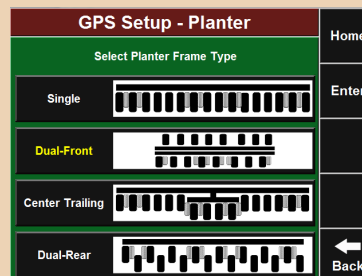 GPS Setup - Planter
Select Planter Frame Type
Single
Dual-Front
Center Trailing
Dual-Rear
Home
Enter
Back